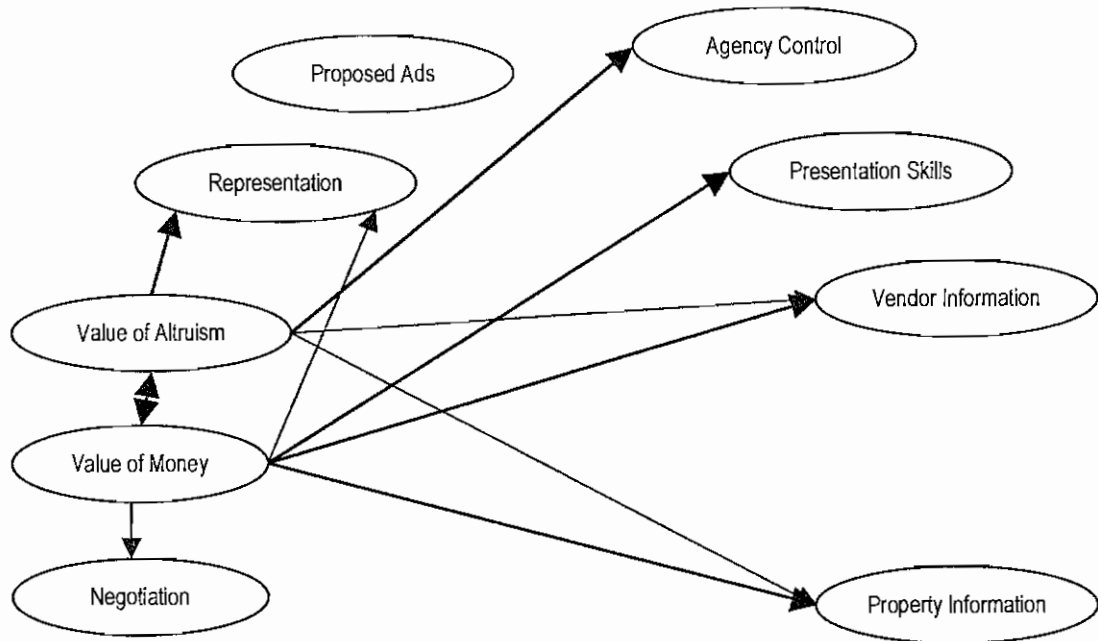 Agency Control
Proposed Ads
Presentation Skills
Representation
Vendor Information
Value of Altruism
Value of Money
Negotiation
Property Information